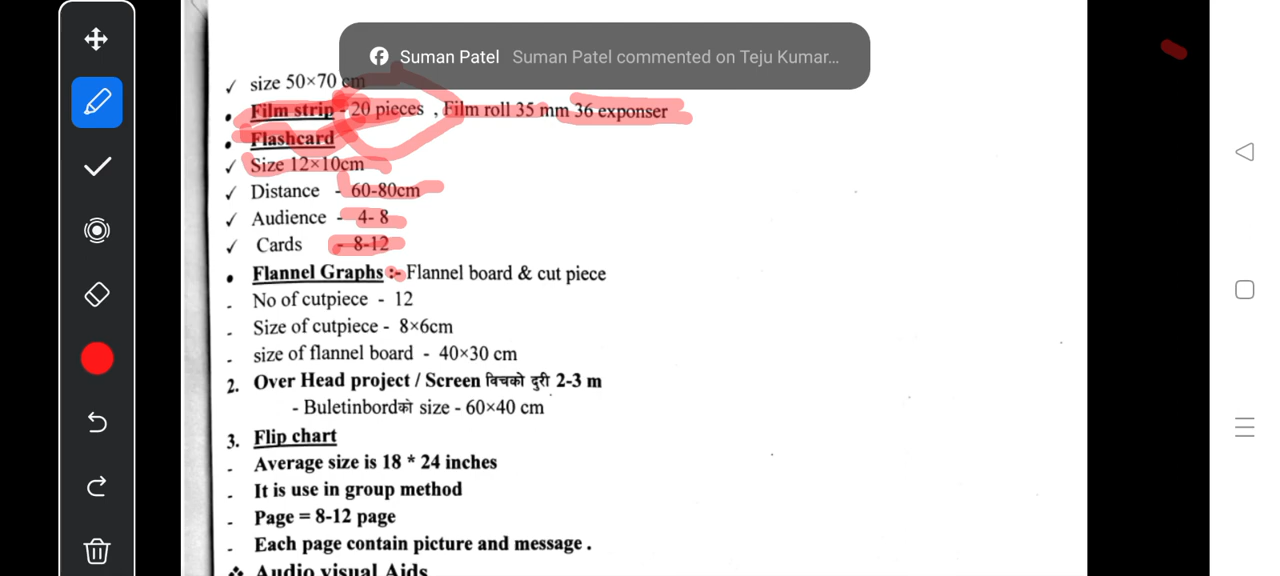 Suman Patel Suman Patel commented on Teju Kumar...
✓ size 50×70 cm
• Film strip - 20 pieces , Film roll 35 mm 36 exponser
• Flashcard
✓ Size 12×10cm
✓ Distance - 60-80cm
✓ Audience - 4- 8
✓ Cards - 8-12
• Flannel Graphs :- Flannel board & cut piece
- No of cutpiece - 12
- Size of cutpiece - 8×6cm
- size of flannel board - 40×30 cm
2. Over Head project / Screen बिचको दुरी 2-3 m
- Buletinbordको size - 60×40 cm
3. Flip chart
- Average size is 18 * 24 inches
- It is use in group method
- Page = 8-12 page
- Each page contain picture and message .
❖ Audio visual Aids